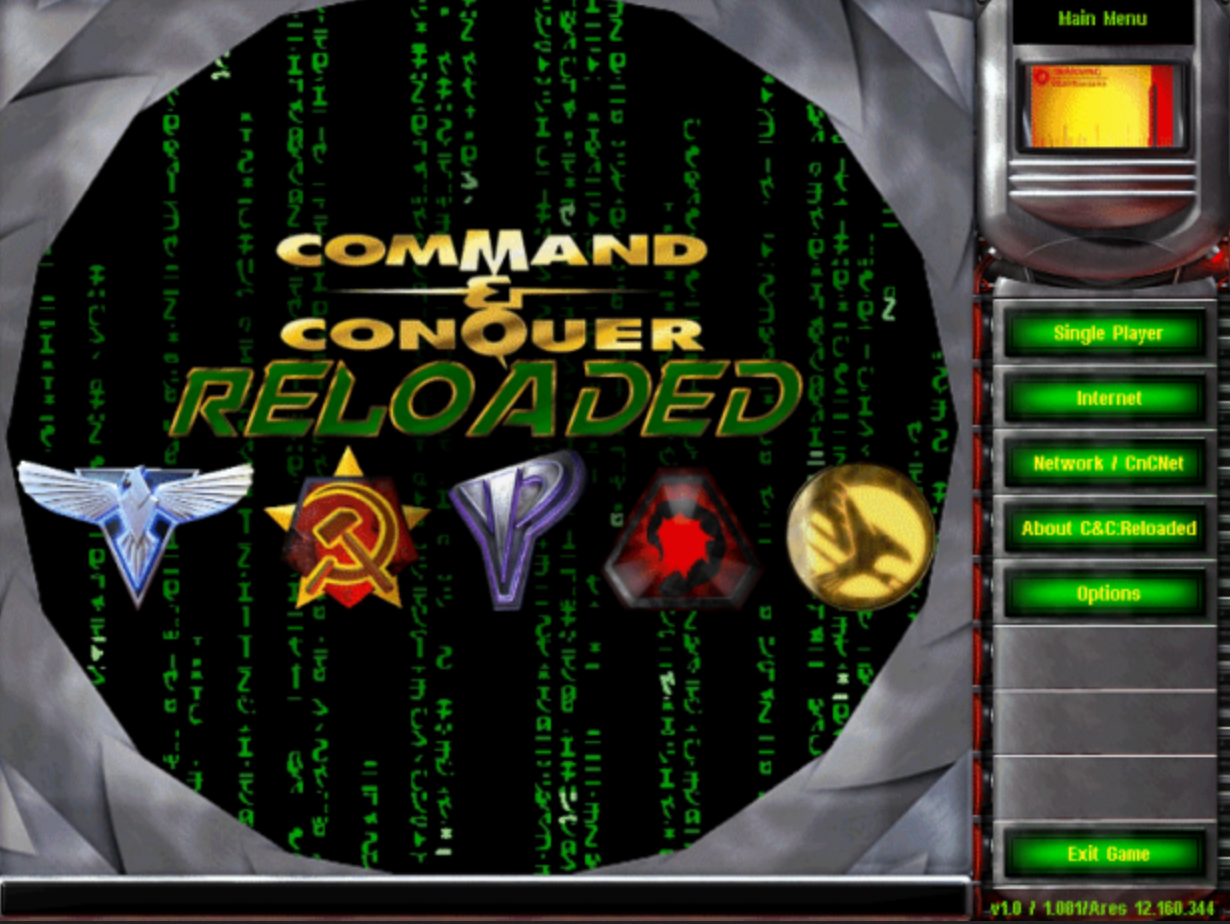 Main Menu
COMMAND
&
CONQUER
RELOADED
Single Player
Internet
Network / CnCNet
About C&C:Reloaded
Options
Exit Game
v1.0 / 1.001/Ares 12.160.344